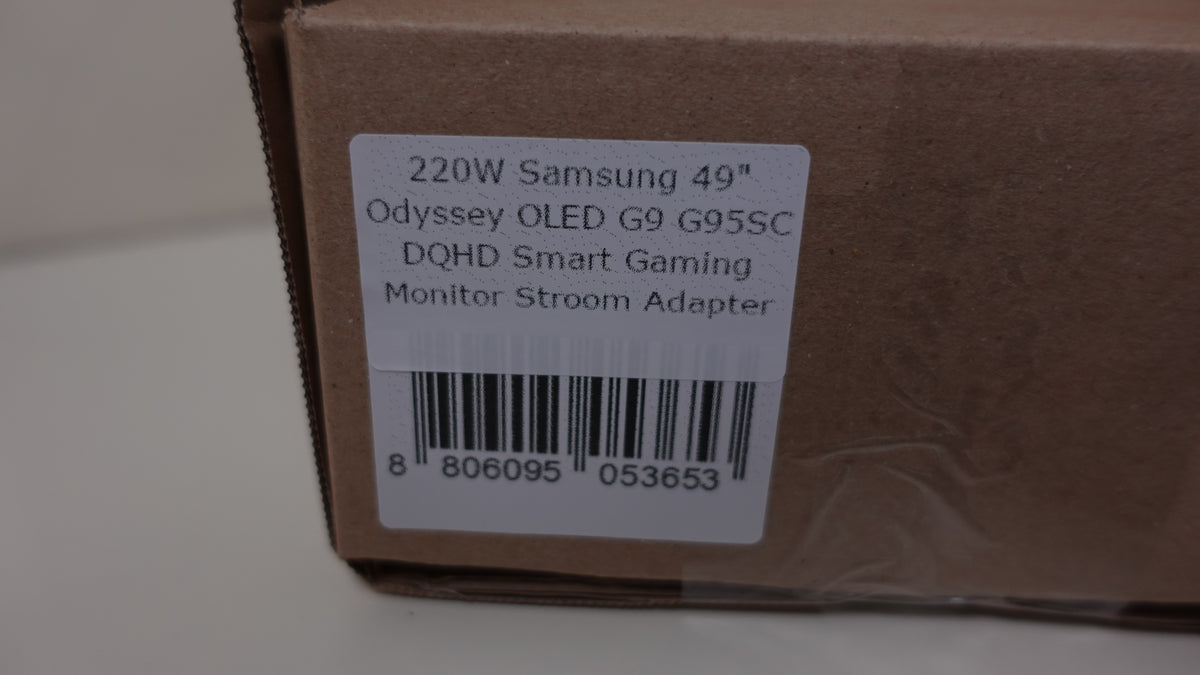 220W Samsung 49"
Odyssey OLED G9 G95SC
DQHD Smart Gaming
Monitor Stroom Adapter
8 806095 053653